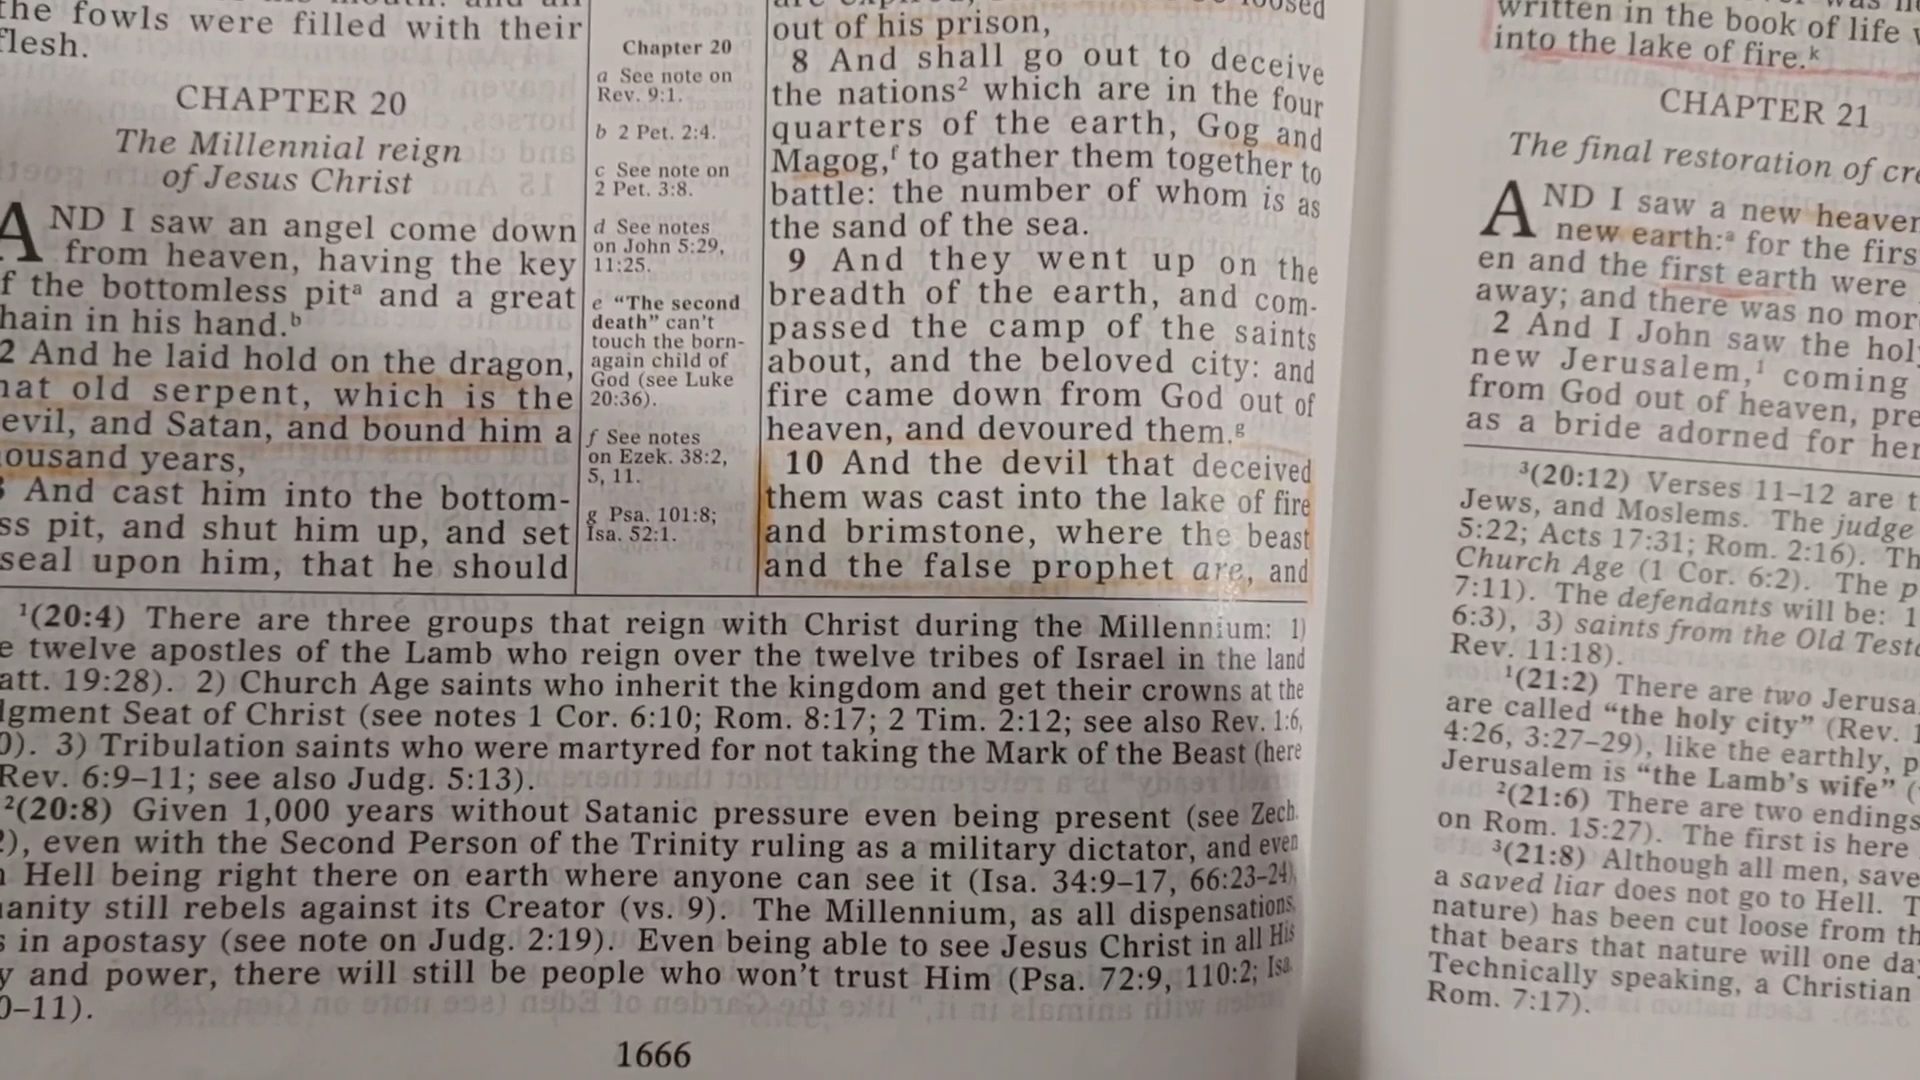 the fowls were filled with their
flesh.
CHAPTER 20
The Millennial reign
of Jesus Christ
AND I saw an angel come down
from heaven, having the key
f the bottomless pitᵃ and a great
hain in his hand.ᵇ
2 And he laid hold on the dragon,
hat old serpent, which is the
evil, and Satan, and bound him a
ousand years,
3 And cast him into the bottom-
ss pit, and shut him up, and set
seal upon him, that he should
Chapter 20
a See note on
Rev. 9:1.
b 2 Pet. 2:4.
c See note on
2 Pet. 3:8.
d See notes
on John 5:29,
11:25.
e “The second
death” can’t
touch the born-
again child of
God (see Luke
20:36).
f See notes
on Ezek. 38:2,
5, 11.
g Psa. 101:8;
Isa. 52:1.
out of his prison,
8 And shall go out to deceive
the nations² which are in the four
quarters of the earth, Gog and
Magog,ᶠ to gather them together to
battle: the number of whom is as
the sand of the sea.
9 And they went up on the
breadth of the earth, and com-
passed the camp of the saints
about, and the beloved city: and
fire came down from God out of
heaven, and devoured them.ᵍ
10 And the devil that deceived
them was cast into the lake of fire
and brimstone, where the beast
and the false prophet are, and
¹(20:4) There are three groups that reign with Christ during the Millennium: 1)
e twelve apostles of the Lamb who reign over the twelve tribes of Israel in the land
att. 19:28). 2) Church Age saints who inherit the kingdom and get their crowns at the
dgment Seat of Christ (see notes 1 Cor. 6:10; Rom. 8:17; 2 Tim. 2:12; see also Rev. 1:6,
0). 3) Tribulation saints who were martyred for not taking the Mark of the Beast (here
Rev. 6:9–11; see also Judg. 5:13).
²(20:8) Given 1,000 years without Satanic pressure even being present (see Zech.
2), even with the Second Person of the Trinity ruling as a military dictator, and even
Hell being right there on earth where anyone can see it (Isa. 34:9–17, 66:23–24),
anity still rebels against its Creator (vs. 9). The Millennium, as all dispensations,
s in apostasy (see note on Judg. 2:19). Even being able to see Jesus Christ in all His
y and power, there will still be people who won’t trust Him (Psa. 72:9, 110:2; Isa.
0–11).
1666
written in the book of life w
into the lake of fire.ᵏ
CHAPTER 21
The final restoration of cre
AND I saw a new heaven
new earth:ᵃ for the firs
en and the first earth were
away; and there was no mor
2 And I John saw the hol
new Jerusalem,¹ coming
from God out of heaven, pre
as a bride adorned for her
³(20:12) Verses 11–12 are t
Jews, and Moslems. The judge
5:22; Acts 17:31; Rom. 2:16). Th
Church Age (1 Cor. 6:2). The p
7:11). The defendants will be: 1
6:3), 3) saints from the Old Testa
Rev. 11:18).
¹(21:2) There are two Jerusa
are called “the holy city” (Rev. 1
4:26, 3:27–29), like the earthly, p
Jerusalem is “the Lamb’s wife” (
²(21:6) There are two endings
on Rom. 15:27). The first is here
³(21:8) Although all men, save
a saved liar does not go to Hell. T
nature) has been cut loose from th
that bears that nature will one da
Technically speaking, a Christian
Rom. 7:17).